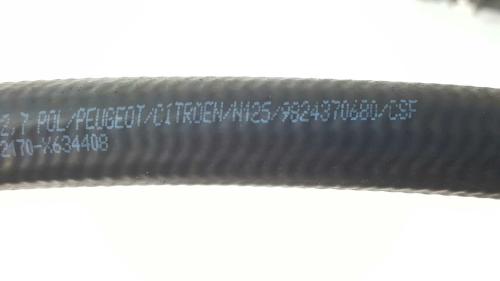 2,7 POL/PEUGEOT/CITROEN/N125/9824370680/CSF
2170-X634408